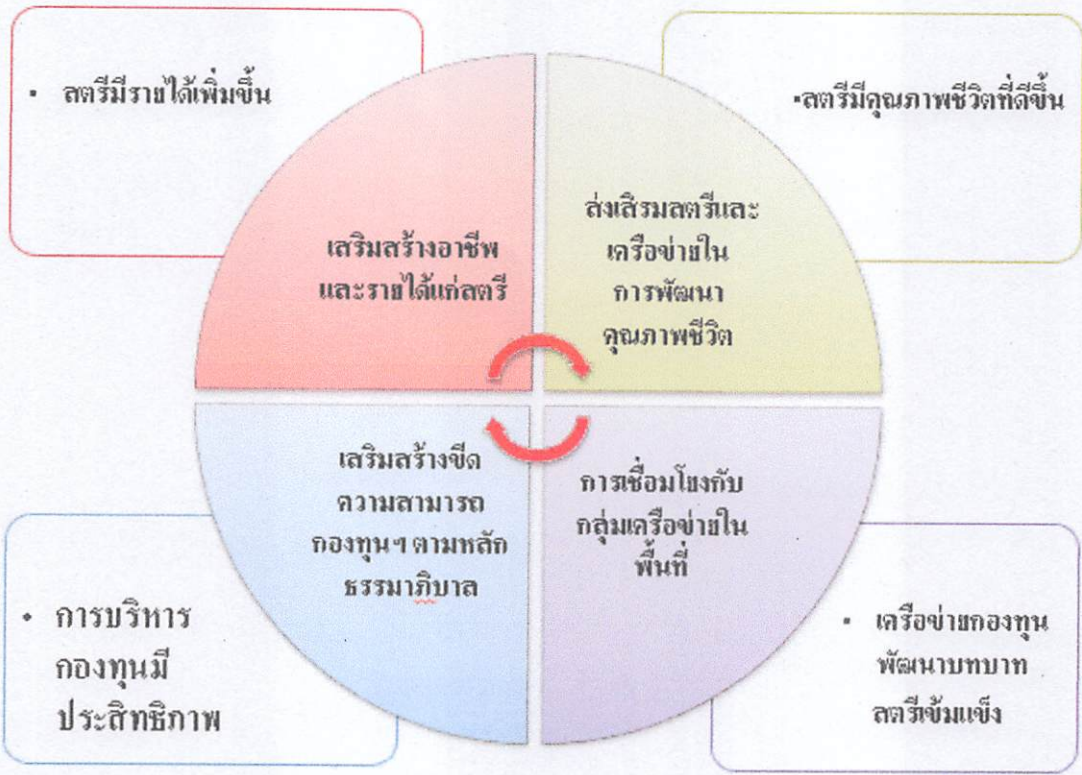 • สตรีมีรายได้เพิ่มขึ้น
•สตรีมีคุณภาพชีวิตที่ดีขึ้น
เสริมสร้างอาชีพ
และรายได้แก่สตรี
ส่งเสิรมสตรีและ
เครือข่ายใน
การพัฒนา
คุณภาพชีวิต
เสริมสร้างขีด
ความสามารถ
กองทุนฯ ตามหลัก
ธรรมาภิบาล
การเชื่อมโยงกับ
กลุ่มเครือข่ายใน
พื้นที่
• การบริหาร
กองทุนมี
ประสิทธิภาพ
• เครือข่ายกองทุน
พัฒนาบทบาท
สตรีเข้มแข็ง